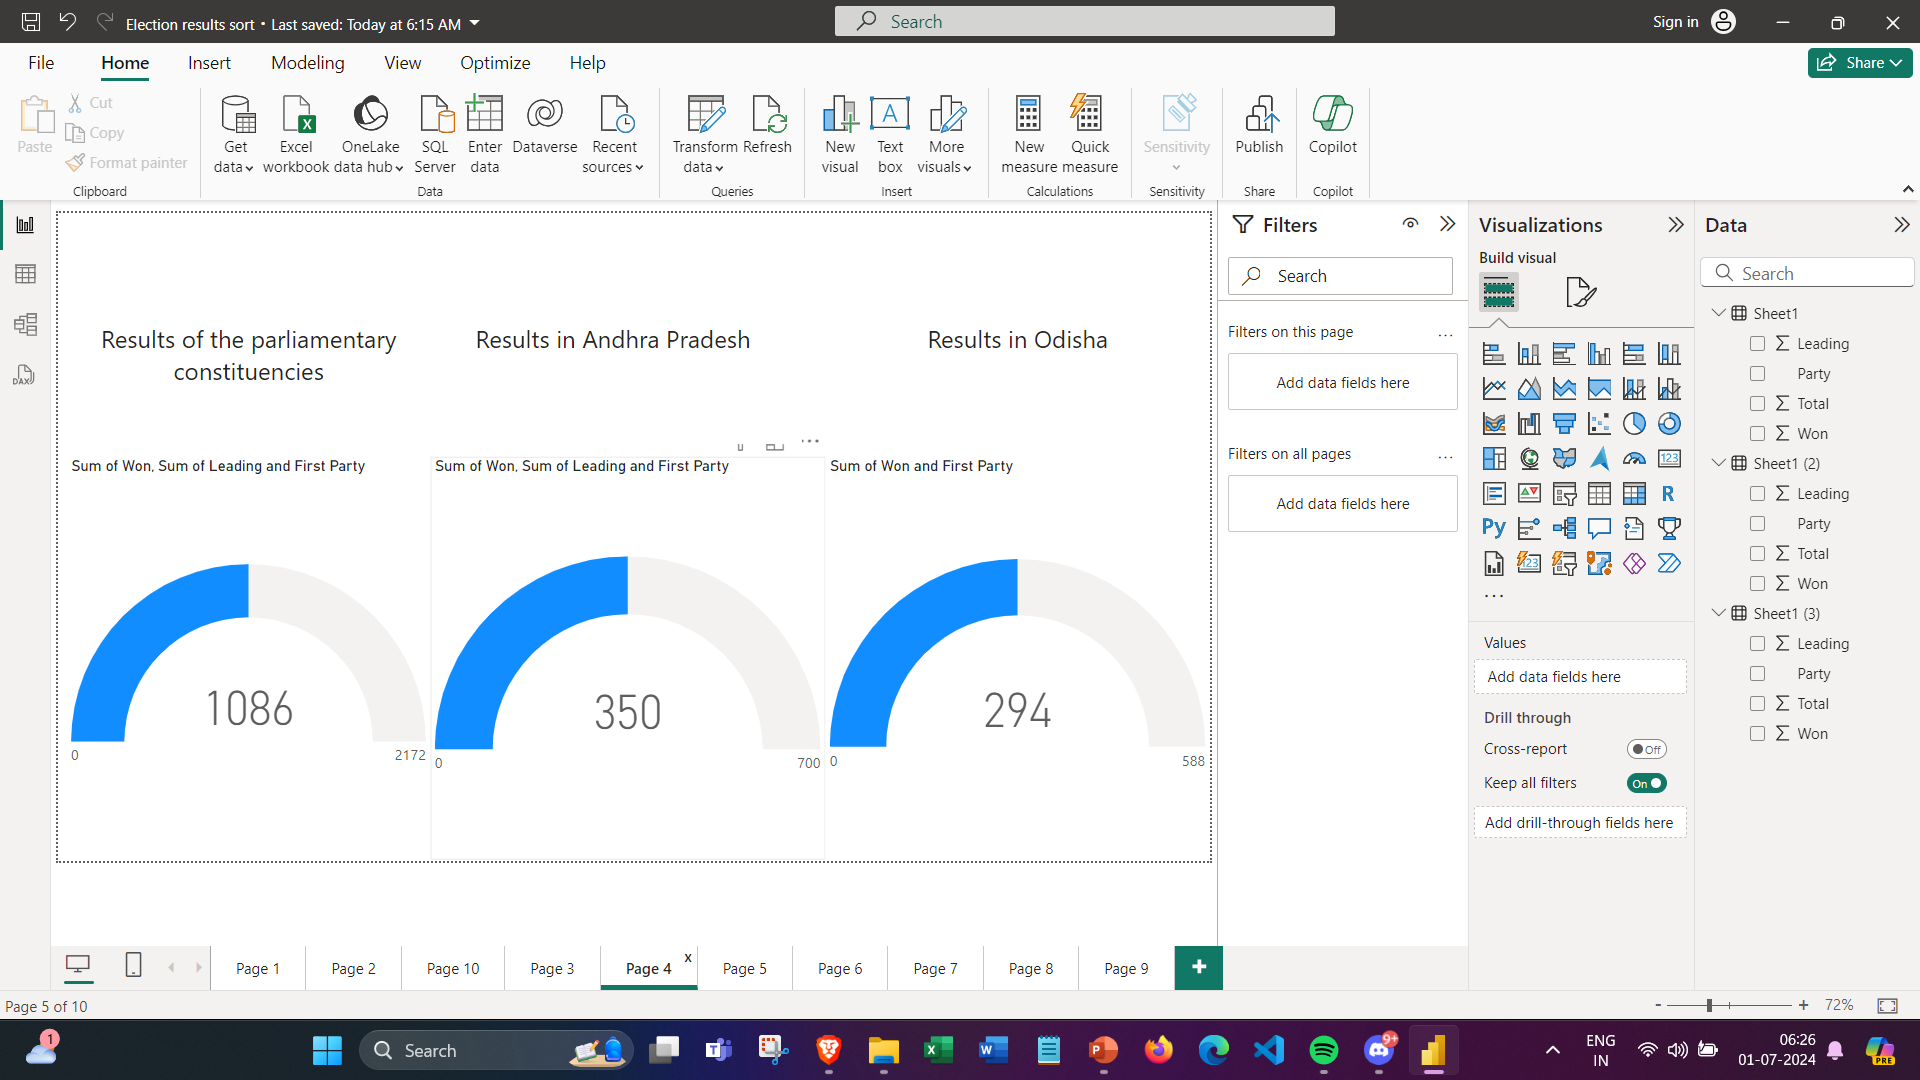 Election results sort • Last saved: Today at 6:15 AM
Search
Sign in
File
Home
Insert
Modeling
View
Optimize
Help
Share
Paste
Cut
Copy
Format painter
Clipboard
Get data
Excel workbook
OneLake data hub
SQL Server
Enter data
Dataverse
Recent sources
Data
Transform data
Refresh
Queries
New visual
Text box
More visuals
Insert
New measure
Quick measure
Calculations
Sensitivity
Sensitivity
Publish
Share
Copilot
Copilot
DAX
Results of the parliamentary
constituencies
Results in Andhra Pradesh
Results in Odisha
Sum of Won, Sum of Leading and First Party
1086
0
2172
Sum of Won, Sum of Leading and First Party
350
0
700
Sum of Won and First Party
294
0
588
Filters
Search
Filters on this page
...
Add data fields here
Filters on all pages
...
Add data fields here
Visualizations
Build visual
123
R
Py
123
...
Values
Add data fields here
Drill through
Cross-report
Off
Keep all filters
On
Add drill-through fields here
Data
Search
Sheet1
Leading
Party
Total
Won
Sheet1 (2)
Leading
Party
Total
Won
Sheet1 (3)
Leading
Party
Total
Won
Page 1
Page 2
Page 10
Page 3
Page 4
x
Page 5
Page 6
Page 7
Page 8
Page 9
+
Page 5 of 10
-
+
72%
1
Search
9+
ENG
IN
06:26
01-07-2024
PRE